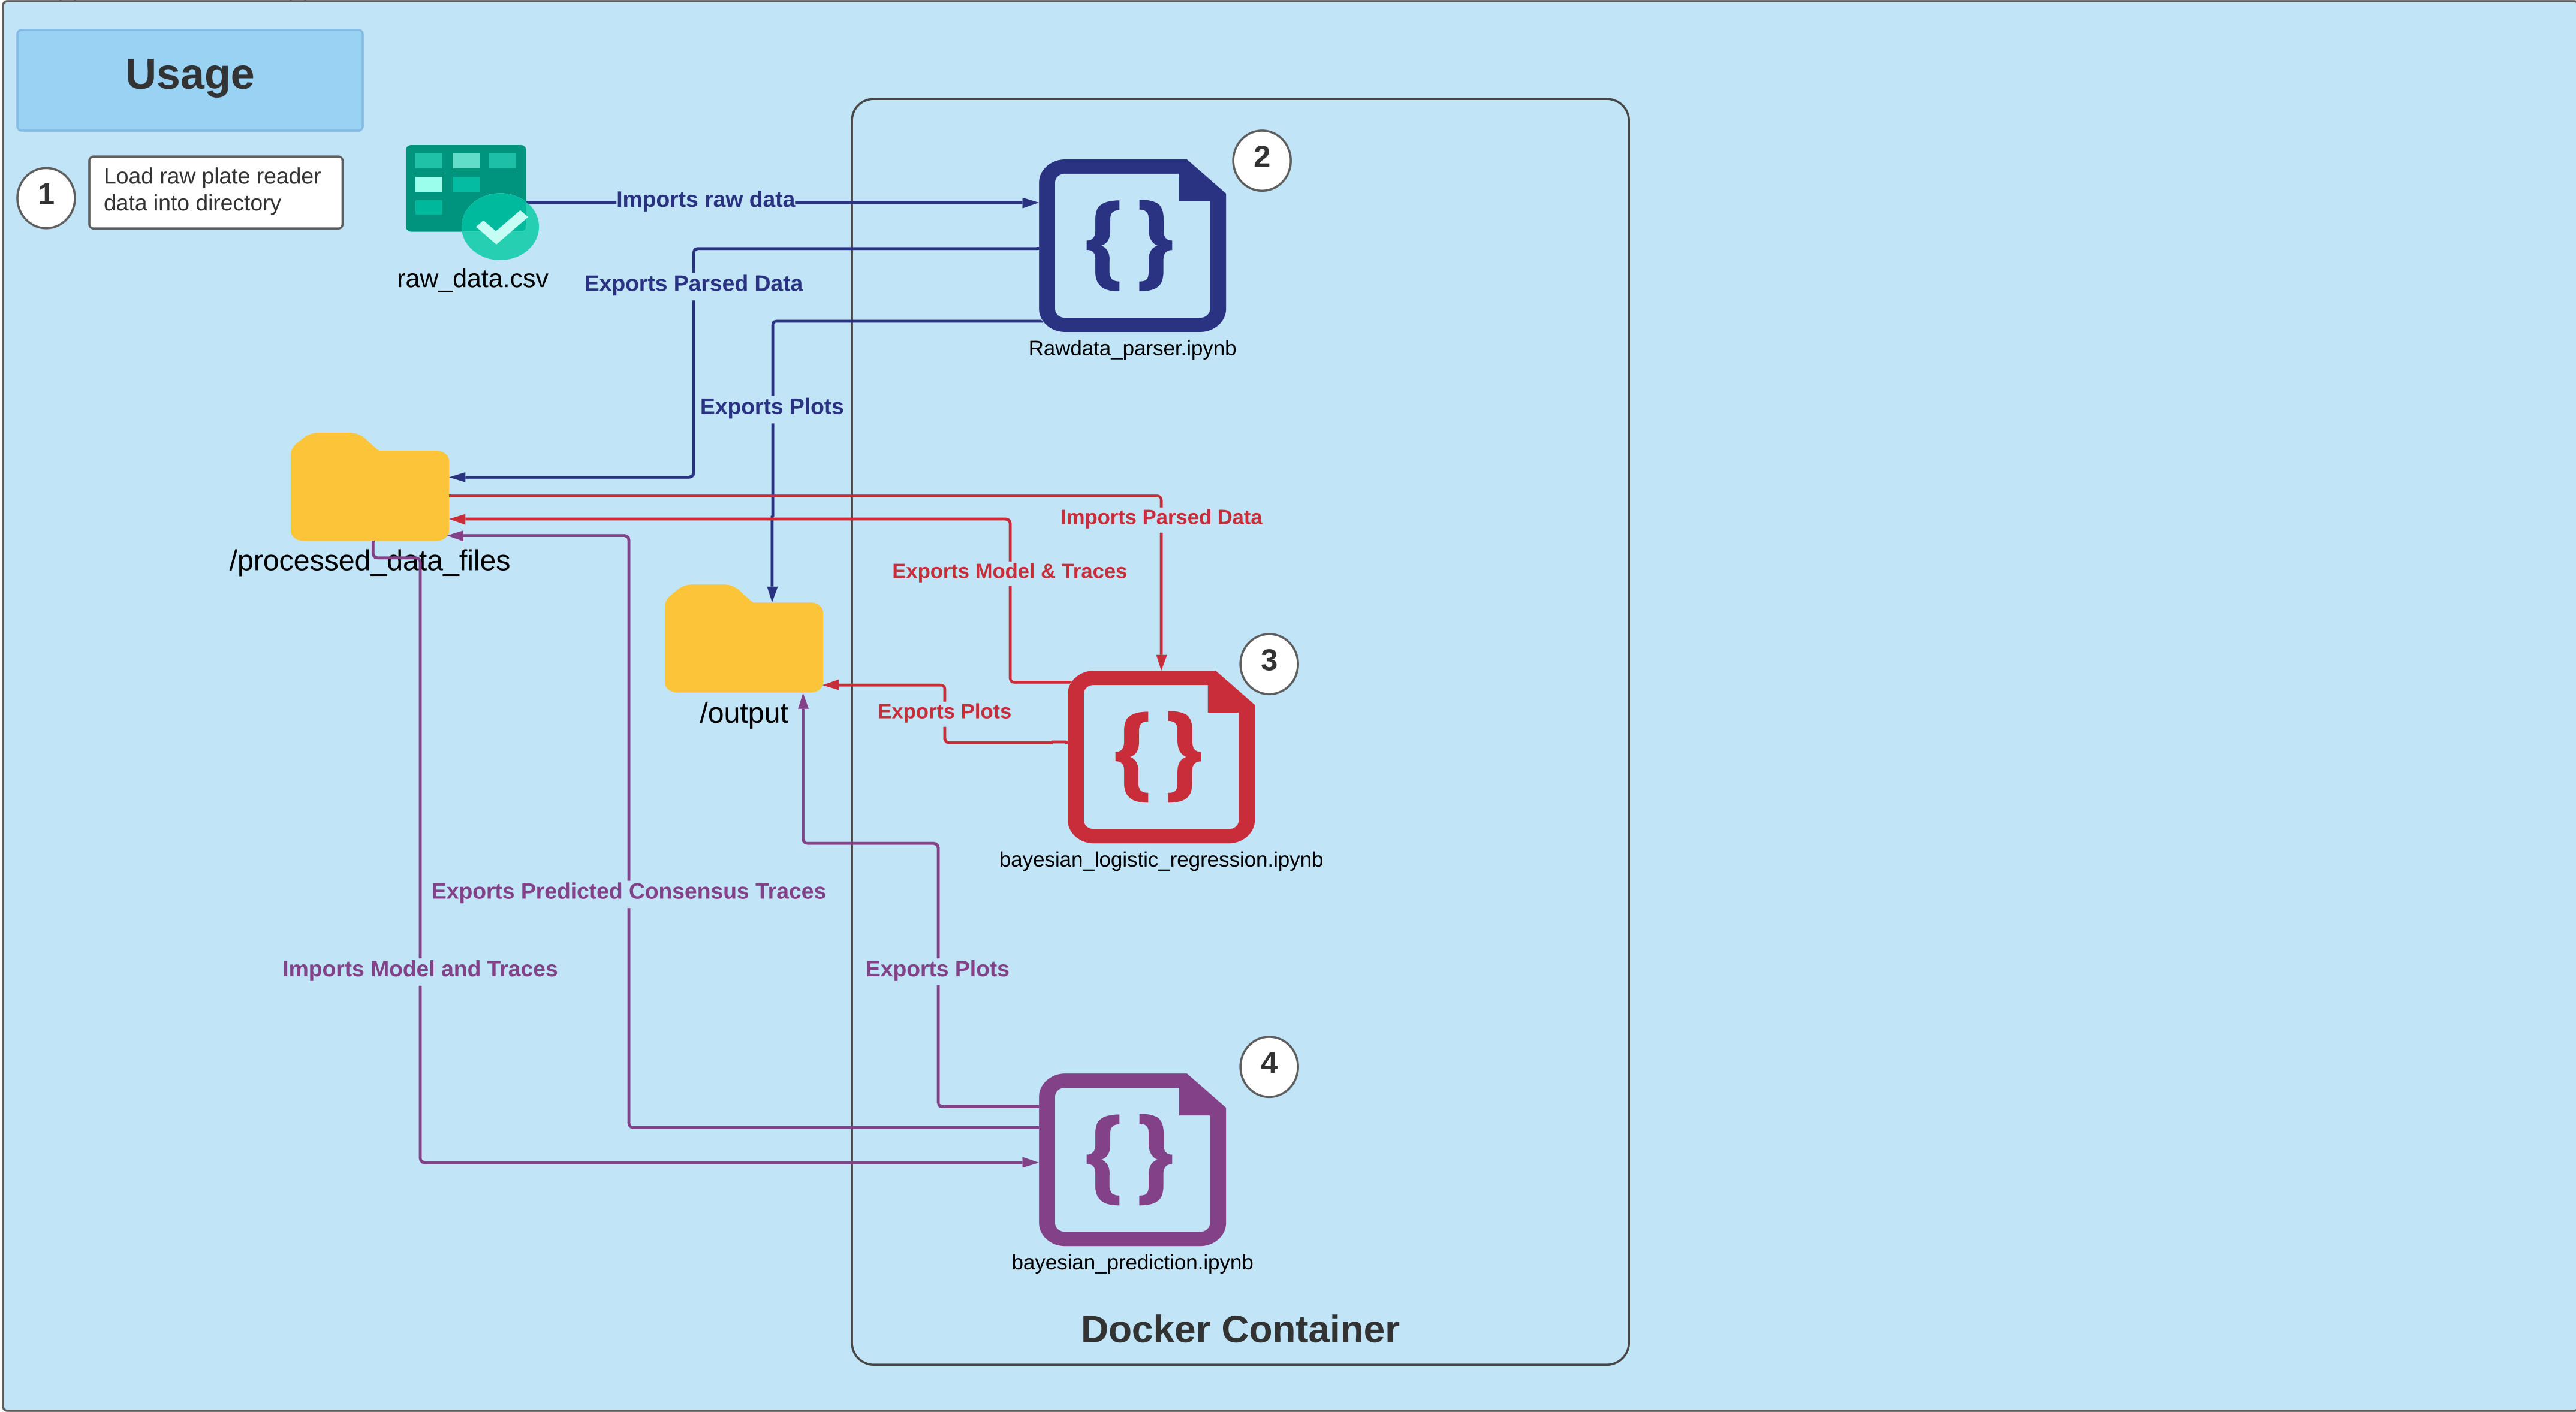 Usage
1
Load raw plate reader
data into directory
raw_data.csv
Imports raw data
2
{ }
Rawdata_parser.ipynb
Exports Parsed Data
Exports Plots
/processed_data_files
Imports Parsed Data
Exports Model & Traces
/output
Exports Plots
3
{ }
bayesian_logistic_regression.ipynb
Exports Predicted Consensus Traces
Imports Model and Traces
Exports Plots
4
{ }
bayesian_prediction.ipynb
Docker Container